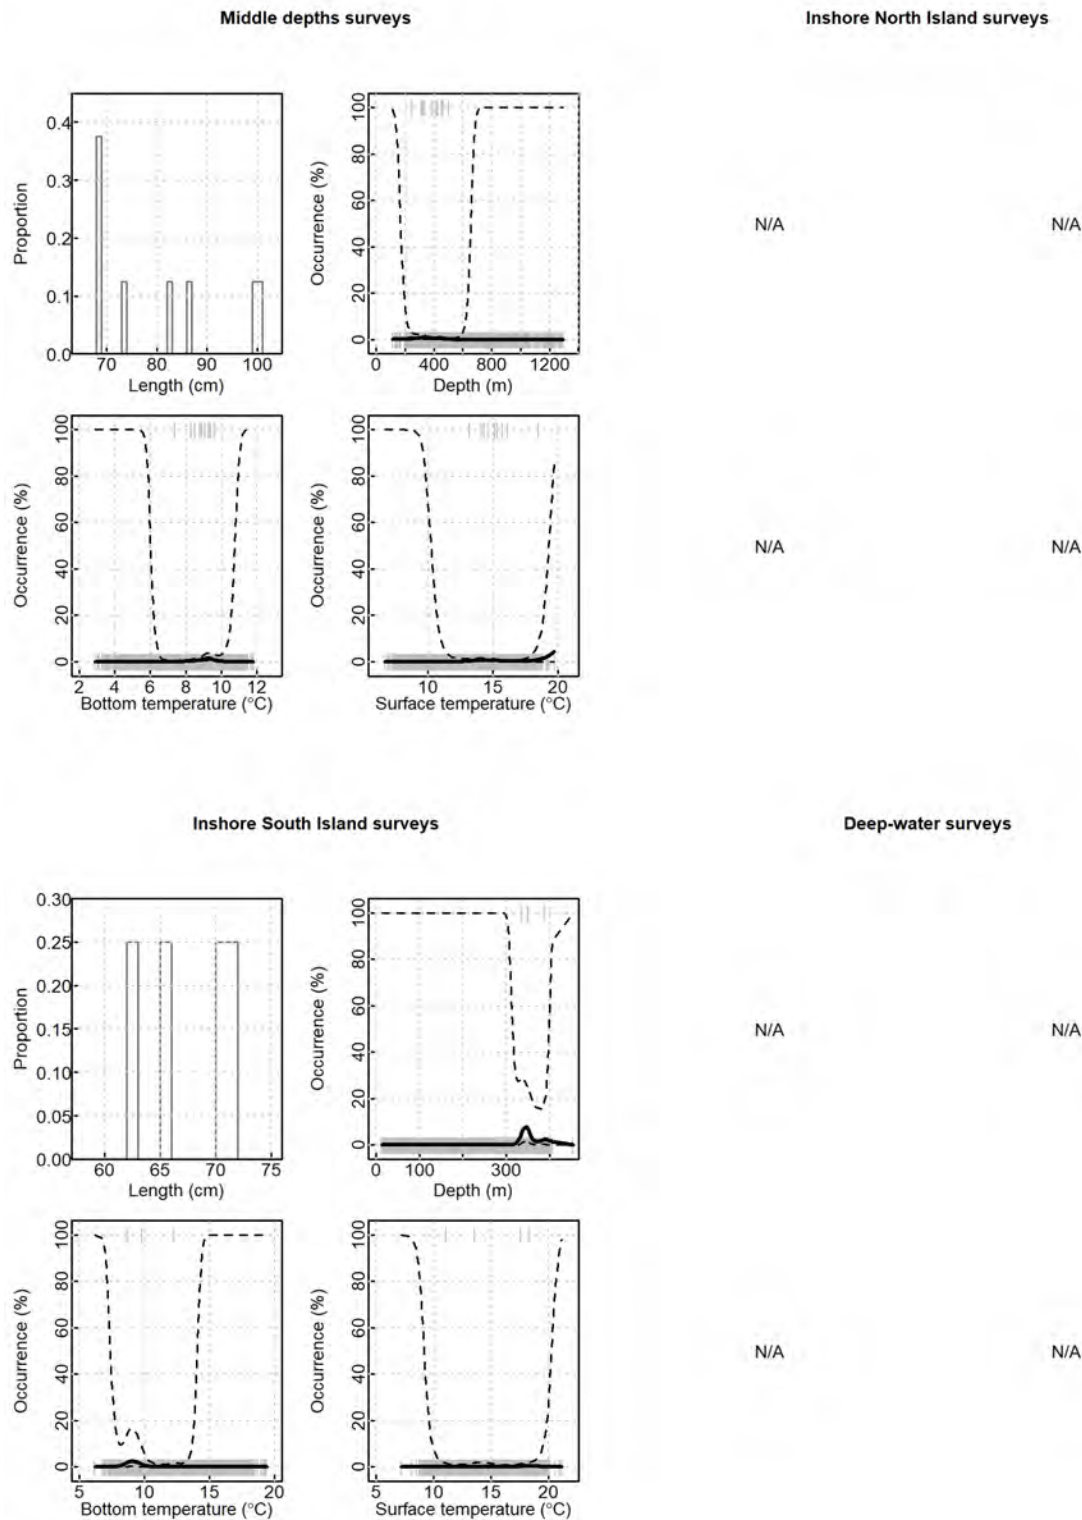 Middle depths surveys
Inshore North Island surveys
0.4
0.3
0.2
0.1
0.0
Proportion
70 80 90 100
Length (cm)
100
80
60
40
20
0
Occurrence (%)
0 400 800 1200
Depth (m)
N/A
N/A
100
80
60
40
20
0
Occurrence (%)
2 4 6 8 10 12
Bottom temperature (°C)
100
80
60
40
20
0
Occurrence (%)
10 15 20
Surface temperature (°C)
N/A
N/A
Inshore South Island surveys
Deep-water surveys
0.30
0.25
0.20
0.15
0.10
0.05
0.00
Proportion
60 65 70 75
Length (cm)
100
80
60
40
20
0
Occurrence (%)
0 100 300
Depth (m)
N/A
N/A
100
80
60
40
20
0
Occurrence (%)
5 10 15 20
Bottom temperature (°C)
100
80
60
40
20
0
Occurrence (%)
5 10 15 20
Surface temperature (°C)
N/A
N/A